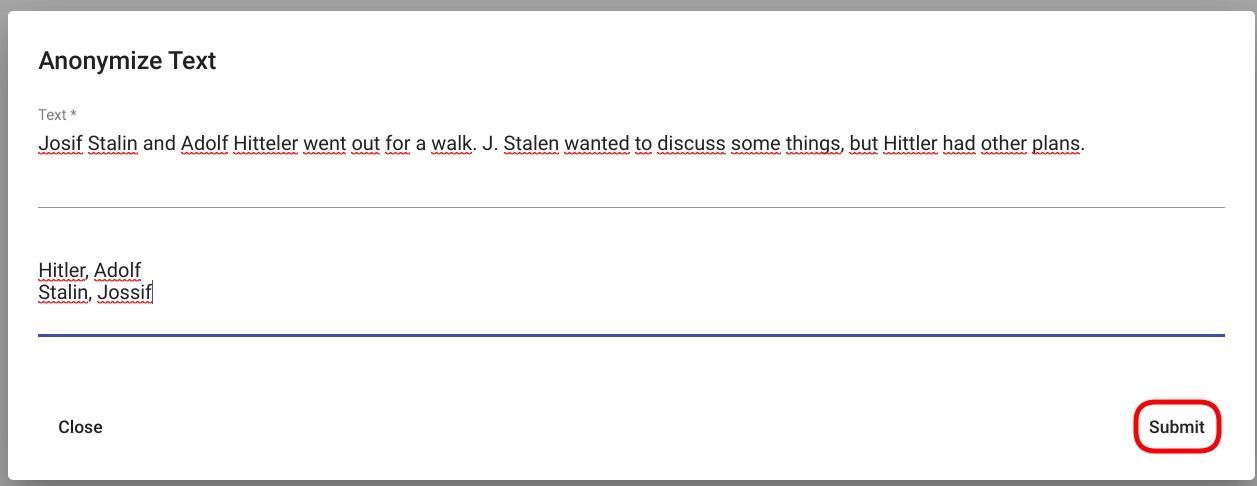 Anonymize Text
Text *
Josif Stalin and Adolf Hitteler went out for a walk. J. Stalen wanted to discuss some things, but Hittler had other plans.
Hitler, Adolf
Stalin, Jossif
Close
Submit